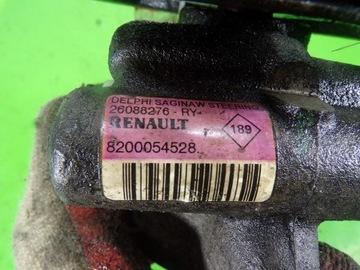 DELPHI SAGINAW STEERING
26088276 - RY-
RENAULT
189
8200054528